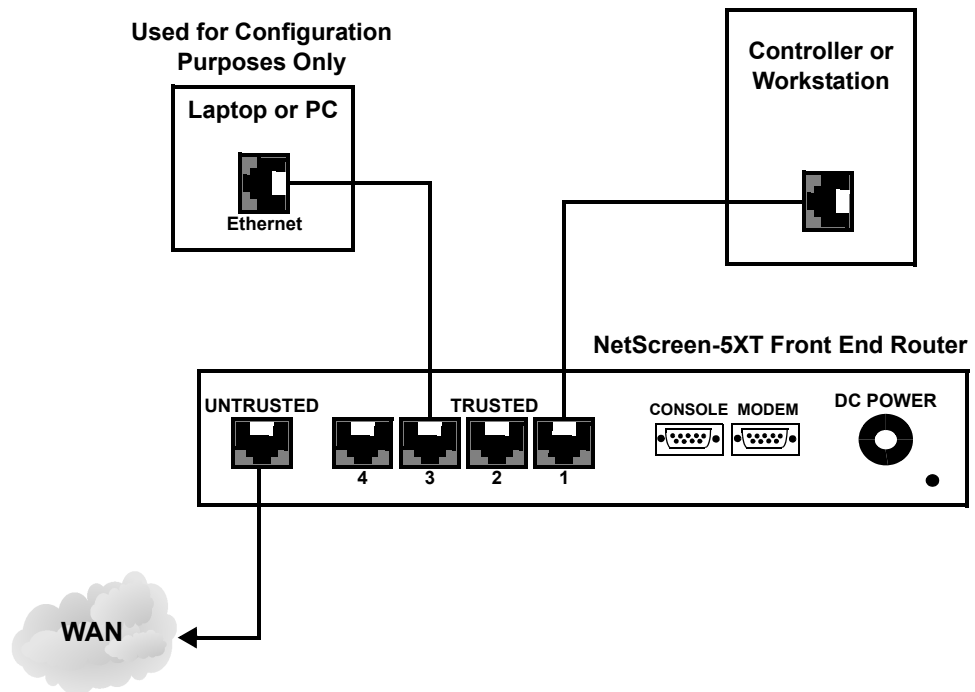 Used for Configuration
Purposes Only
Laptop or PC
Ethernet
Controller or
Workstation
NetScreen-5XT Front End Router
UNTRUSTED
TRUSTED
CONSOLE MODEM
DC POWER
4 3 2 1
WAN